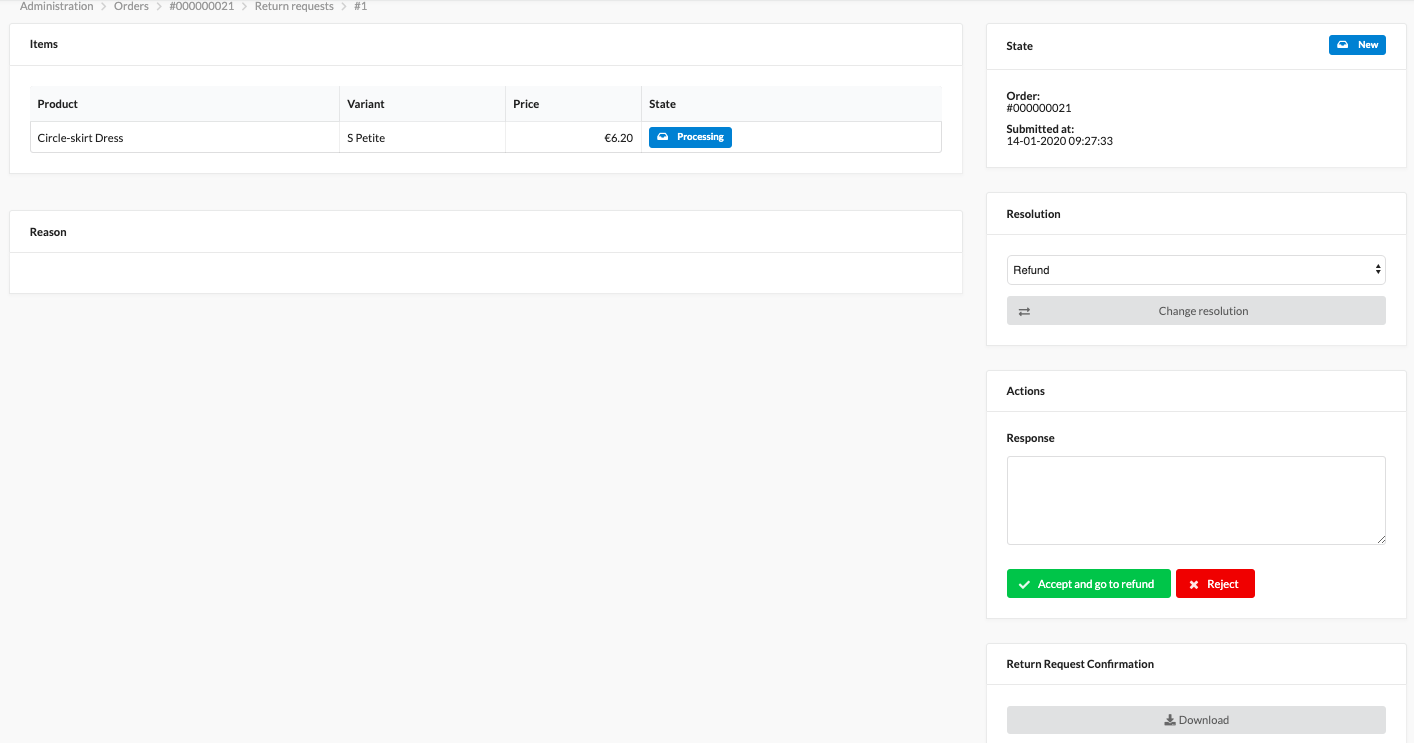 Administration > Orders > #000000021 > Return requests > #1
Items
Product Variant Price State
Circle-skirt Dress S Petite €6.20 Processing
Reason
State New
Order:
#000000021
Submitted at:
14-01-2020 09:27:33
Resolution
Refund
Change resolution
Actions
Response
Accept and go to refund Reject
Return Request Confirmation
Download